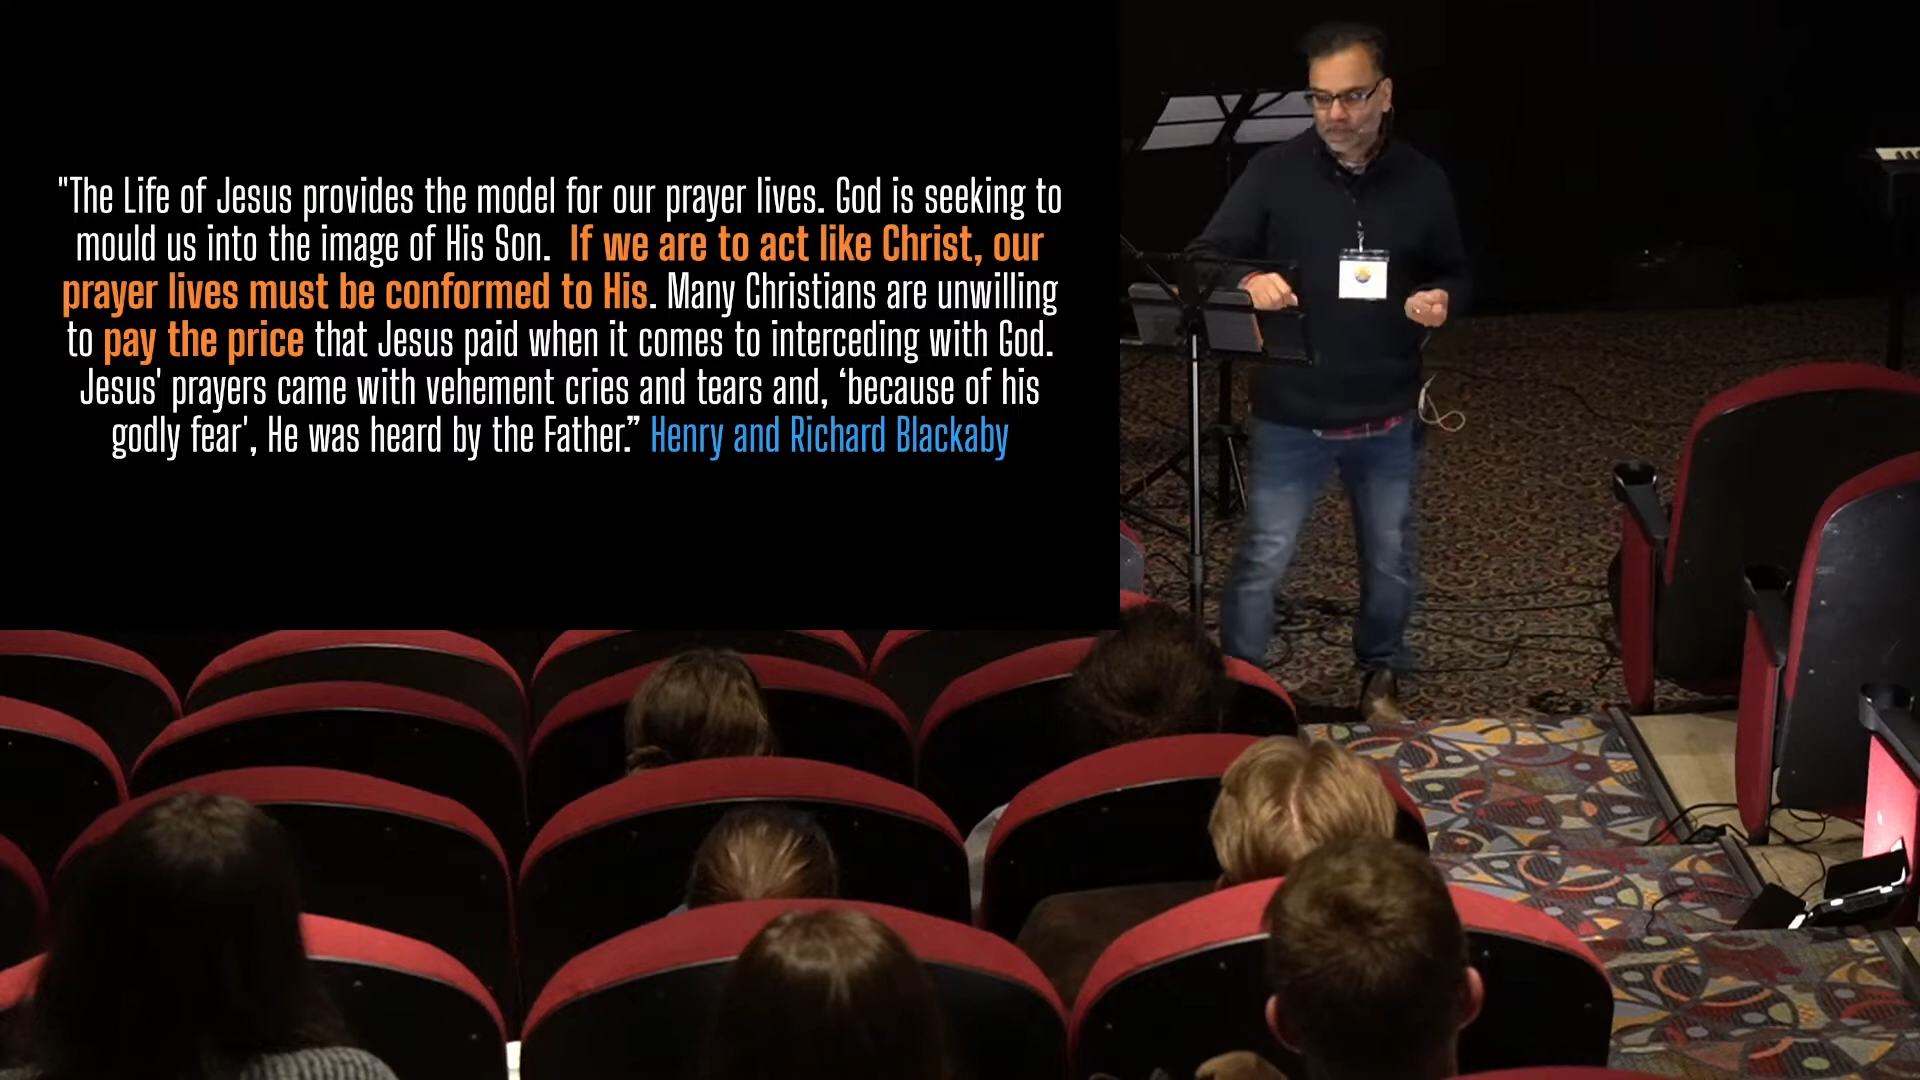 "The Life of Jesus provides the model for our prayer lives. God is seeking to
mould us into the image of His Son. If we are to act like Christ, our
prayer lives must be conformed to His. Many Christians are unwilling
to pay the price that Jesus paid when it comes to interceding with God.
Jesus' prayers came with vehement cries and tears and, ‘because of his
godly fear', He was heard by the Father.” Henry and Richard Blackaby